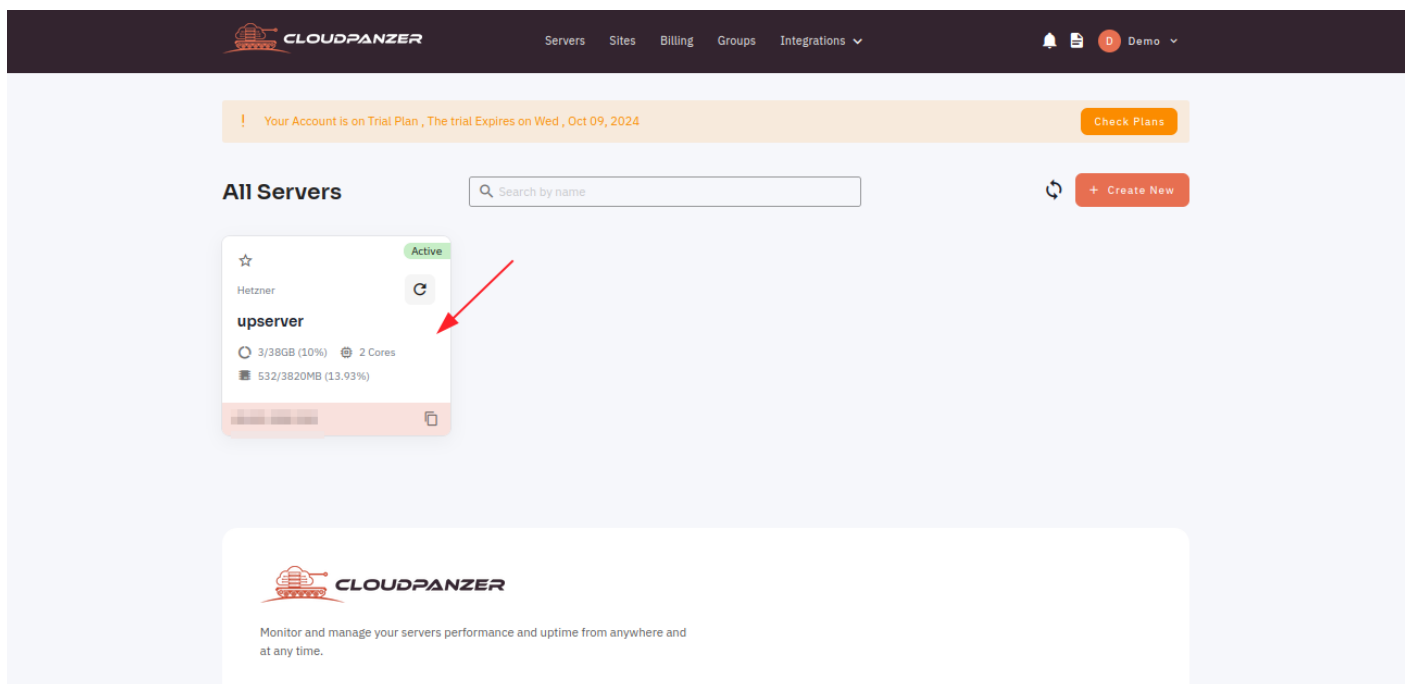 CLOUDPANZER
Servers Sites Billing Groups Integrations
D Demo
! Your Account is on Trial Plan , The trial Expires on Wed , Oct 09, 2024
Check Plans
All Servers
Search by name
+ Create New
Active
Hetzner
upserver
3/38GB (10%) 2 Cores
532/3820MB (13.93%)
CLOUDPANZER
Monitor and manage your servers performance and uptime from anywhere and
at any time.